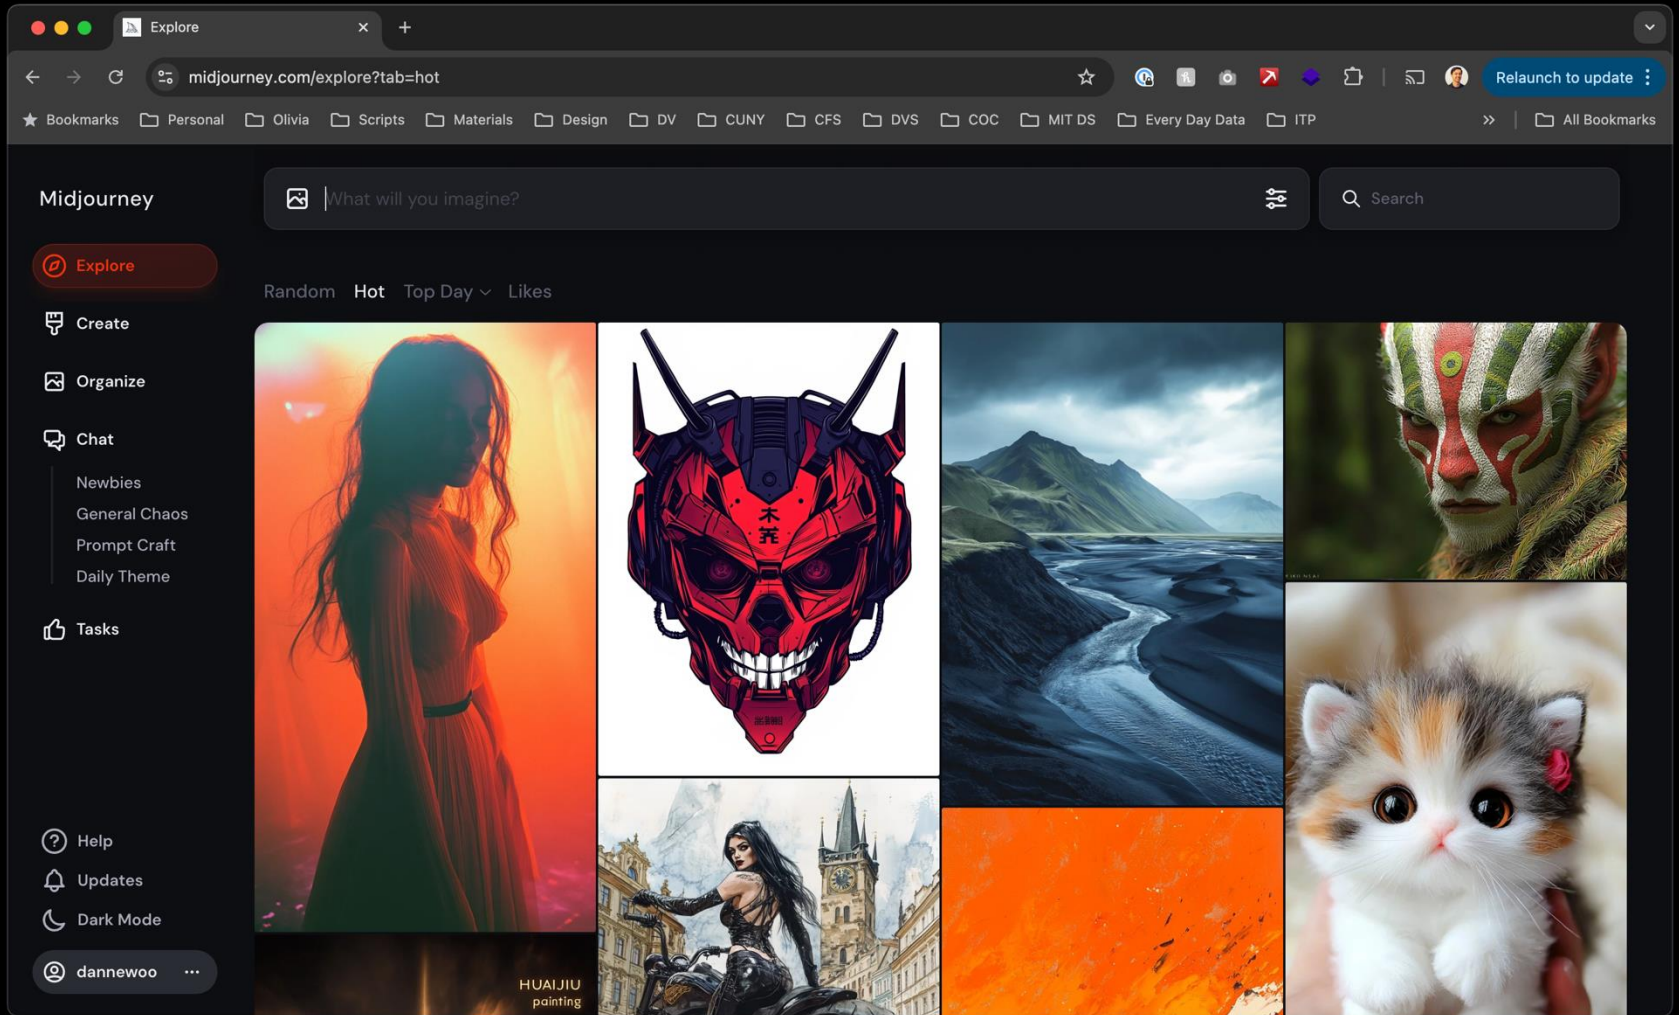 Explore
midjourney.com/explore?tab=hot
Relaunch to update
Bookmarks Personal Olivia Scripts Materials Design DV CUNY CFS DVS COC MIT DS Every Day Data ITP All Bookmarks
Midjourney
What will you imagine?
Search
Explore
Create
Organize
Chat
Newbies
General Chaos
Prompt Craft
Daily Theme
Tasks
Help
Updates
Dark Mode
dannewoo
Random Hot Top Day Likes
木
HUAIJIU
painting